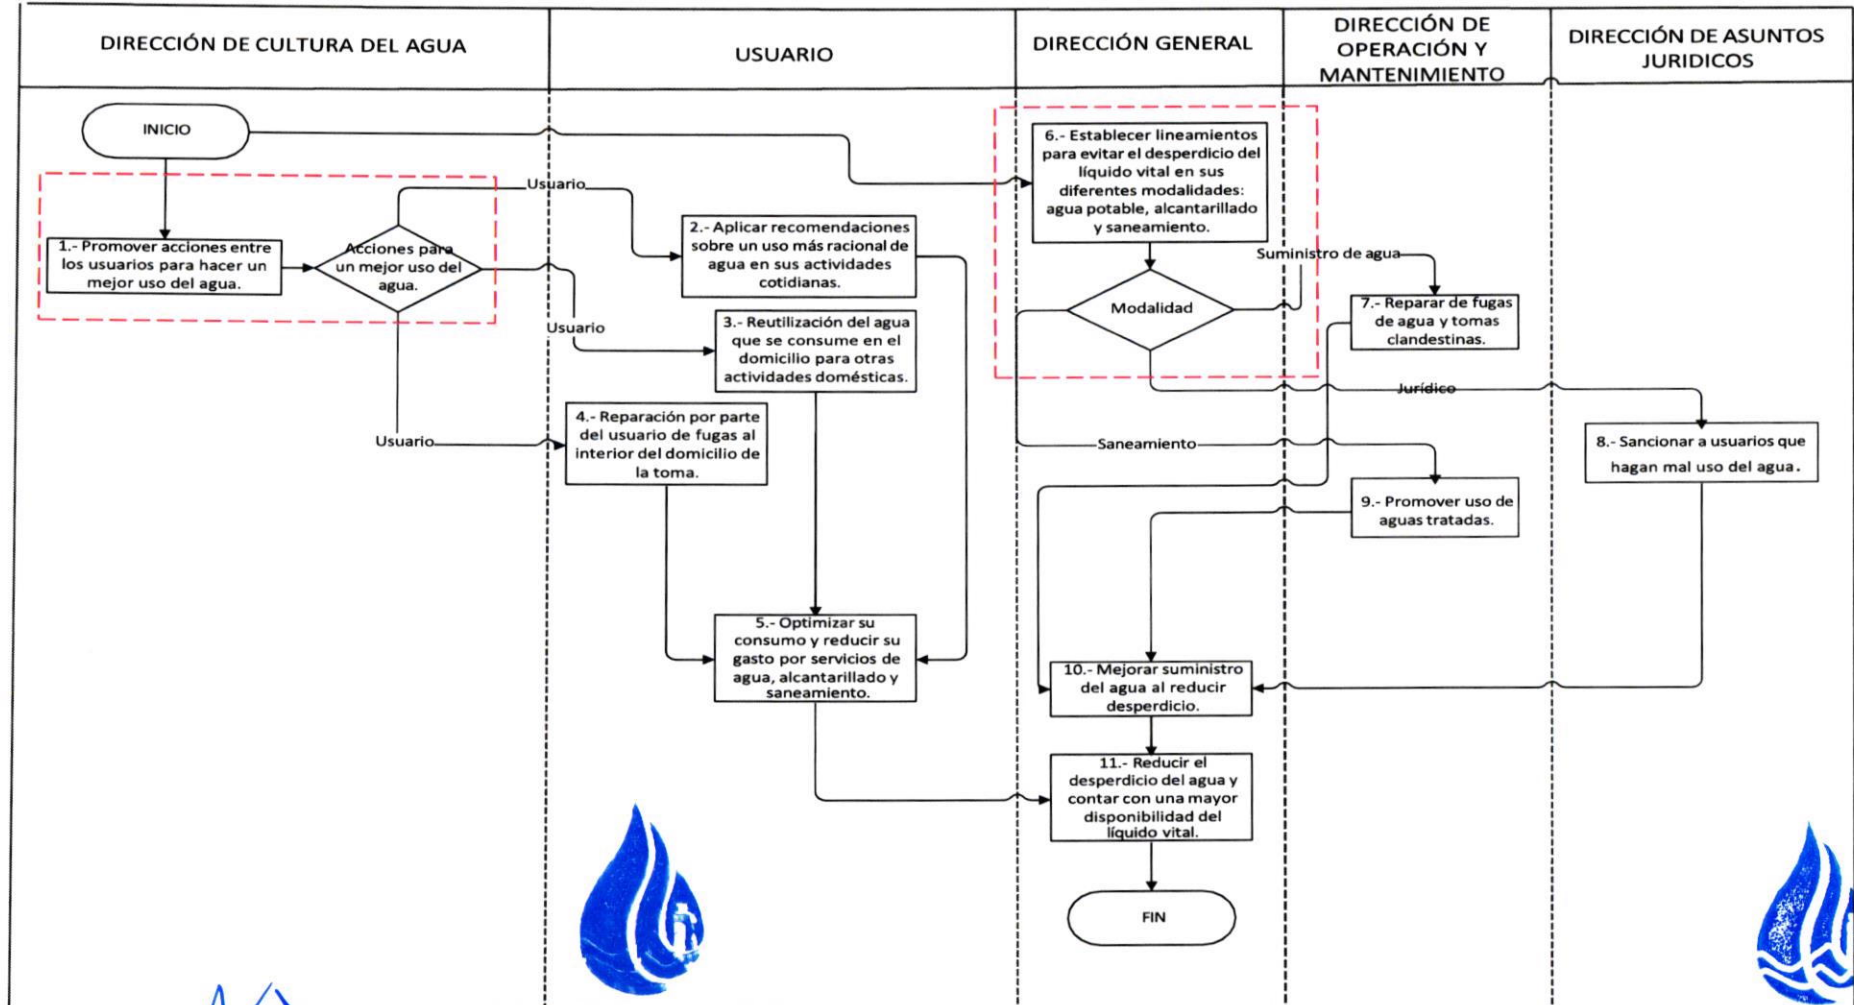 DIRECCIÓN DE CULTURA DEL AGUA
USUARIO
DIRECCIÓN GENERAL
DIRECCIÓN DE
OPERACIÓN Y
MANTENIMIENTO
DIRECCIÓN DE ASUNTOS
JURIDICOS
INICIO
1.- Promover acciones entre
los usuarios para hacer un
mejor uso del agua.
Acciones para
un mejor uso del
agua.
Usuario
Usuario
Usuario
2.- Aplicar recomendaciones
sobre un uso más racional de
agua en sus actividades
cotidianas.
3.- Reutilización del agua
que se consume en el
domicilio para otras
actividades domésticas.
4.- Reparación por parte
del usuario de fugas al
interior del domicilio de
la toma.
5.- Optimizar su
consumo y reducir su
gasto por servicios de
agua, alcantarillado y
saneamiento.
6.- Establecer lineamientos
para evitar el desperdicio del
líquido vital en sus
diferentes modalidades:
agua potable, alcantarillado
y saneamiento.
Modalidad
Suministro de agua
Jurídico
Saneamiento
7.- Reparar de fugas
de agua y tomas
clandestinas.
8.- Sancionar a usuarios que
hagan mal uso del agua.
9.- Promover uso de
aguas tratadas.
10.- Mejorar suministro
del agua al reducir
desperdicio.
11.- Reducir el
desperdicio del agua y
contar con una mayor
disponibilidad del
líquido vital.
FIN